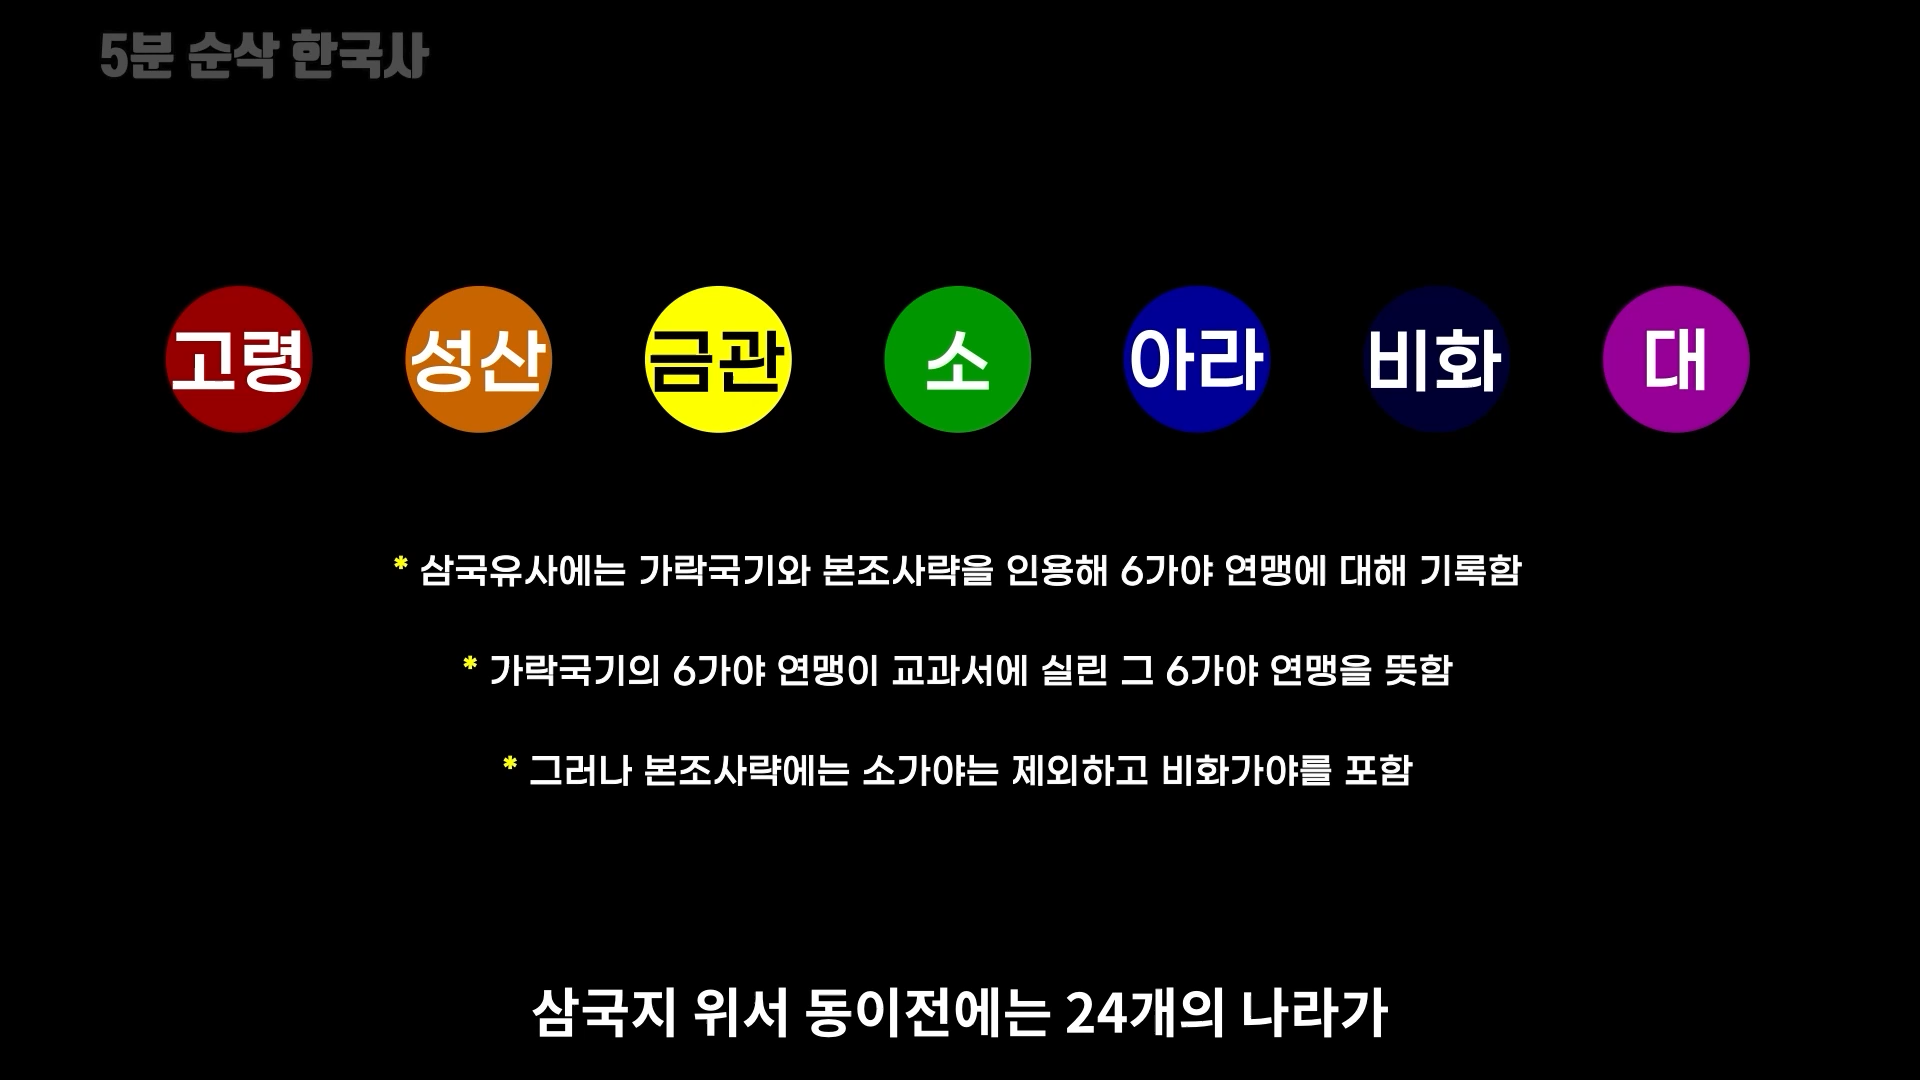 5분 순삭 한국사
고령 성산 금관 소 아라 비화 대
* 삼국유사에는 가락국기와 본조사략을 인용해 6가야 연맹에 대해 기록함
* 가락국기의 6가야 연맹이 교과서에 실린 그 6가야 연맹을 뜻함
* 그러나 본조사략에는 소가야는 제외하고 비화가야를 포함
삼국지 위서 동이전에는 24개의 나라가